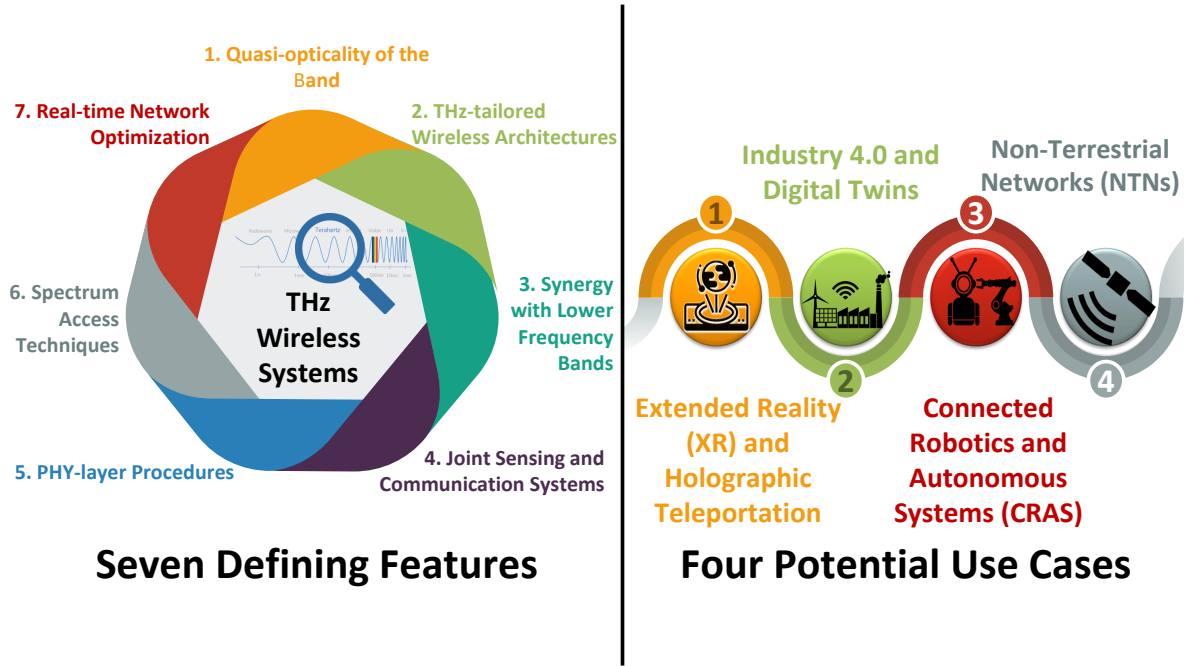 1. Quasi-opticality of the
Band
7. Real-time Network
Optimization
2. THz-tailored
Wireless Architectures
Terahertz
THz
Wireless
Systems
6. Spectrum
Access
Techniques
3. Synergy
with Lower
Frequency
Bands
5. PHY-layer Procedures
4. Joint Sensing and
Communication Systems
Seven Defining Features
Industry 4.0 and
Digital Twins
Non-Terrestrial
Networks (NTNs)
1
3
2
4
Extended Reality
(XR) and
Holographic
Teleportation
Connected
Robotics and
Autonomous
Systems (CRAS)
Four Potential Use Cases